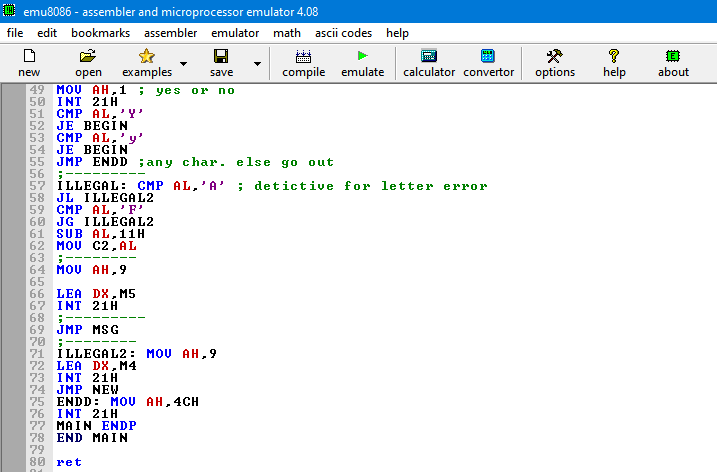 emu8086 - assembler and microprocessor emulator 4.08
file edit bookmarks assembler emulator math ascii codes help
new open examples save compile emulate calculator convertor options help about
49 MOV AH,1 ; yes or no
50 INT 21H
51 CMP AL,'Y'
52 JE BEGIN
53 CMP AL,'y'
54 JE BEGIN
55 JMP ENDD ;any char. else go out
56 ;---------
57 ILLEGAL: CMP AL,'A' ; detictive for letter error
58 JL ILLEGAL2
59 CMP AL,'F'
60 JG ILLEGAL2
61 SUB AL,11H
62 MOV C2,AL
63 ;--------
64 MOV AH,9
65
66 LEA DX,M5
67 INT 21H
68 ;---------
69 JMP MSG
70 ;--------
71 ILLEGAL2: MOV AH,9
72 LEA DX,M4
73 INT 21H
74 JMP NEW
75 ENDD: MOV AH,4CH
76 INT 21H
77 MAIN ENDP
78 END MAIN
79
80 ret